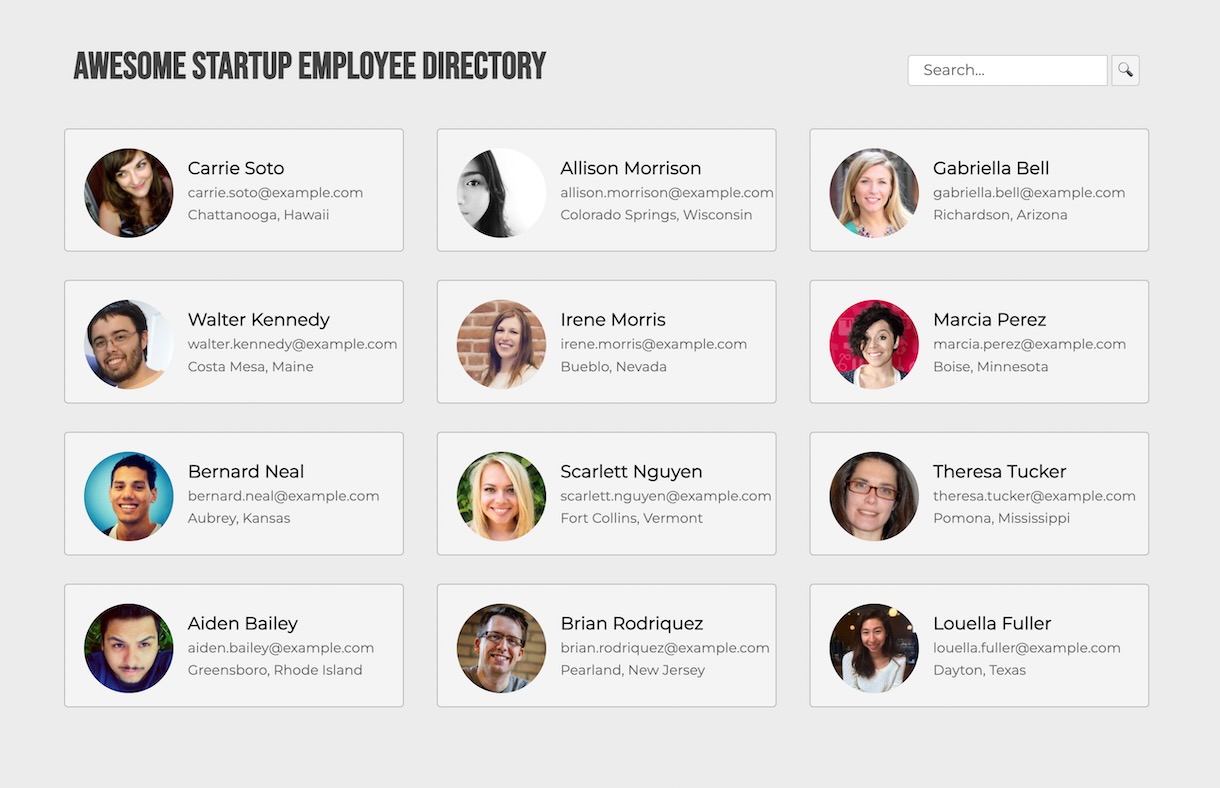 AWESOME STARTUP EMPLOYEE DIRECTORY
Search...
Carrie Soto
carrie.soto@example.com
Chattanooga, Hawaii
Allison Morrison
allison.morrison@example.com
Colorado Springs, Wisconsin
Gabriella Bell
gabriella.bell@example.com
Richardson, Arizona
Walter Kennedy
walter.kennedy@example.com
Costa Mesa, Maine
Irene Morris
irene.morris@example.com
Bueblo, Nevada
Marcia Perez
marcia.perez@example.com
Boise, Minnesota
Bernard Neal
bernard.neal@example.com
Aubrey, Kansas
Scarlett Nguyen
scarlett.nguyen@example.com
Fort Collins, Vermont
Theresa Tucker
theresa.tucker@example.com
Pomona, Mississippi
Aiden Bailey
aiden.bailey@example.com
Greensboro, Rhode Island
Brian Rodriquez
brian.rodriquez@example.com
Pearland, New Jersey
Louella Fuller
louella.fuller@example.com
Dayton, Texas